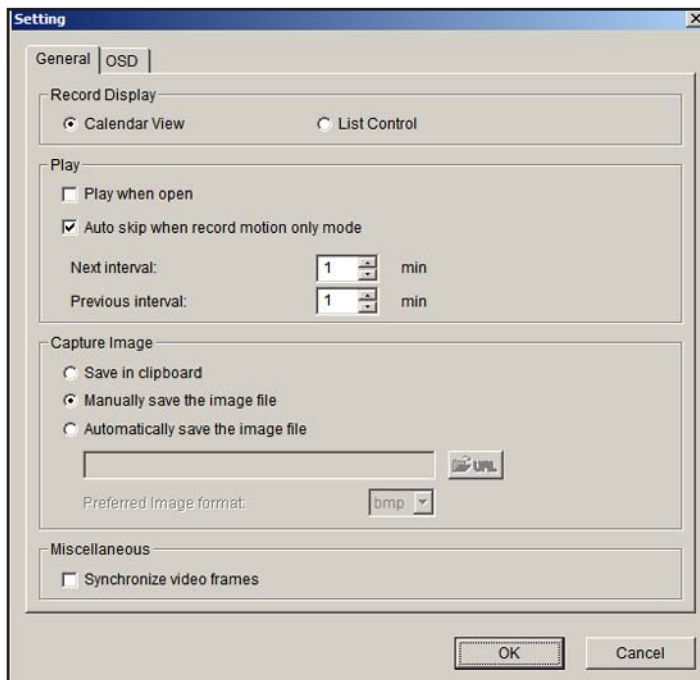 Setting
General OSD
Record Display
Calendar View List Control
Play
Play when open
Auto skip when record motion only mode
Next interval: 1 min
Previous interval: 1 min
Capture Image
Save in clipboard
Manually save the image file
Automatically save the image file
URL
Preferred Image format: bmp
Miscellaneous
Synchronize video frames
OK Cancel